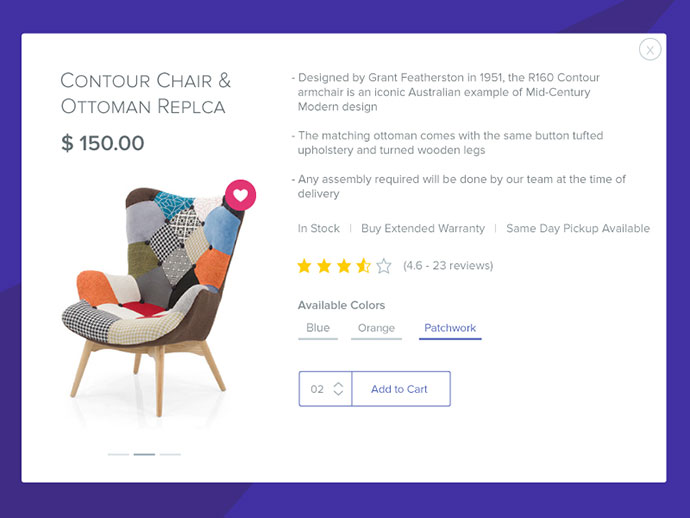 CONTOUR CHAIR &
OTTOMAN REPLCA
$ 150.00
x
- Designed by Grant Featherston in 1951, the R160 Contour
armchair is an iconic Australian example of Mid-Century
Modern design
- The matching ottoman comes with the same button tufted
upholstery and turned wooden legs
- Any assembly required will be done by our team at the time of
delivery
In Stock | Buy Extended Warranty | Same Day Pickup Available
(4.6 - 23 reviews)
Available Colors
Blue Orange Patchwork
02 Add to Cart